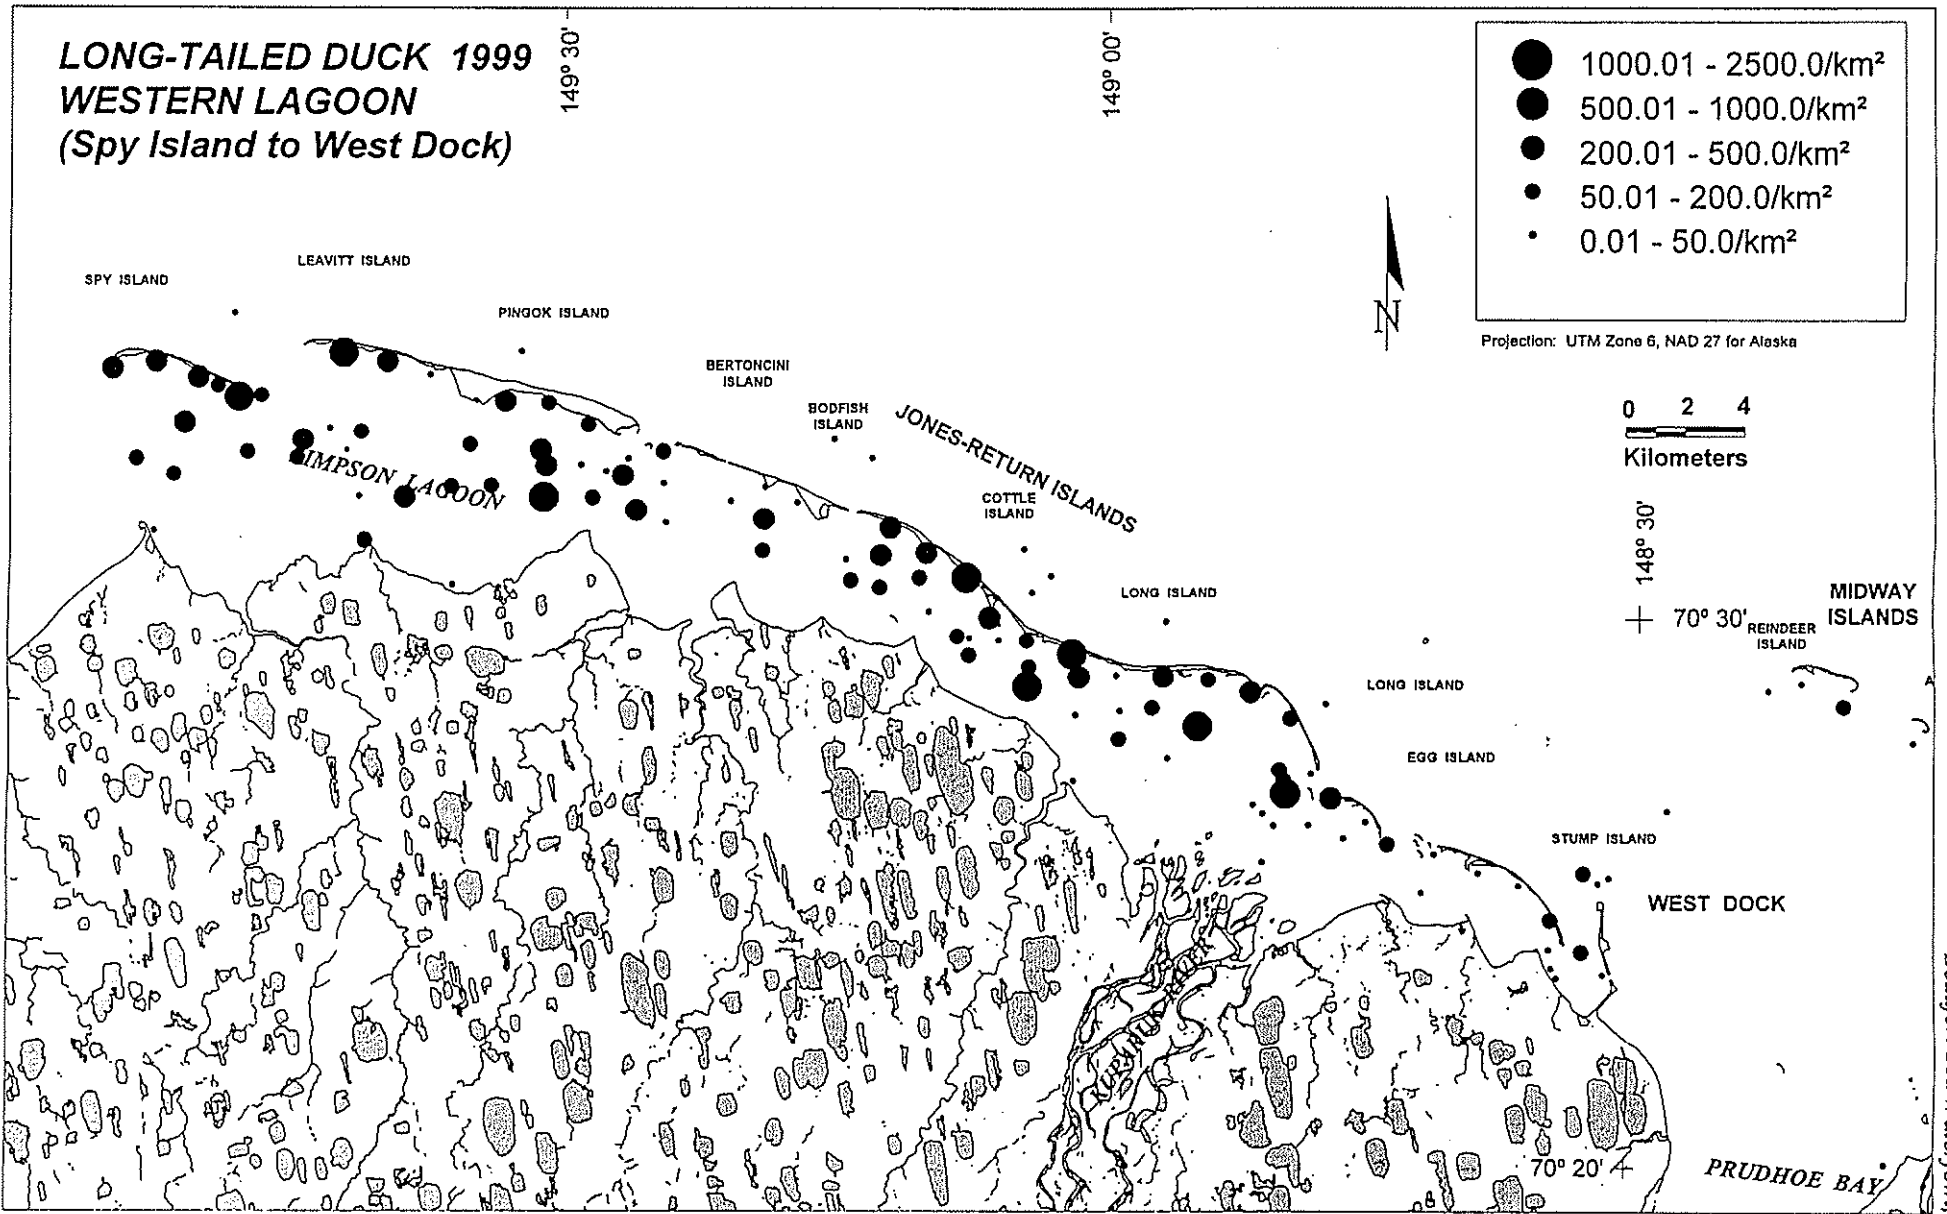 LONG-TAILED DUCK 1999
WESTERN LAGOON
(Spy Island to West Dock)
149° 30'
149° 00'
1000.01 - 2500.0/km²
500.01 - 1000.0/km²
200.01 - 500.0/km²
50.01 - 200.0/km²
0.01 - 50.0/km²
Projection: UTM Zone 6, NAD 27 for Alaska
N
0 2 4
Kilometers
SPY ISLAND
LEAVITT ISLAND
PINGOK ISLAND
BERTONCINI
ISLAND
BODFISH
ISLAND
JONES-RETURN ISLANDS
COTTLE
ISLAND
SIMPSON LAGOON
LONG ISLAND
148° 30'
70° 30'
MIDWAY
ISLANDS
REINDEER
ISLAND
LONG ISLAND
EGG ISLAND
STUMP ISLAND
WEST DOCK
KUPARUK RIVER
70° 20'
PRUDHOE BAY